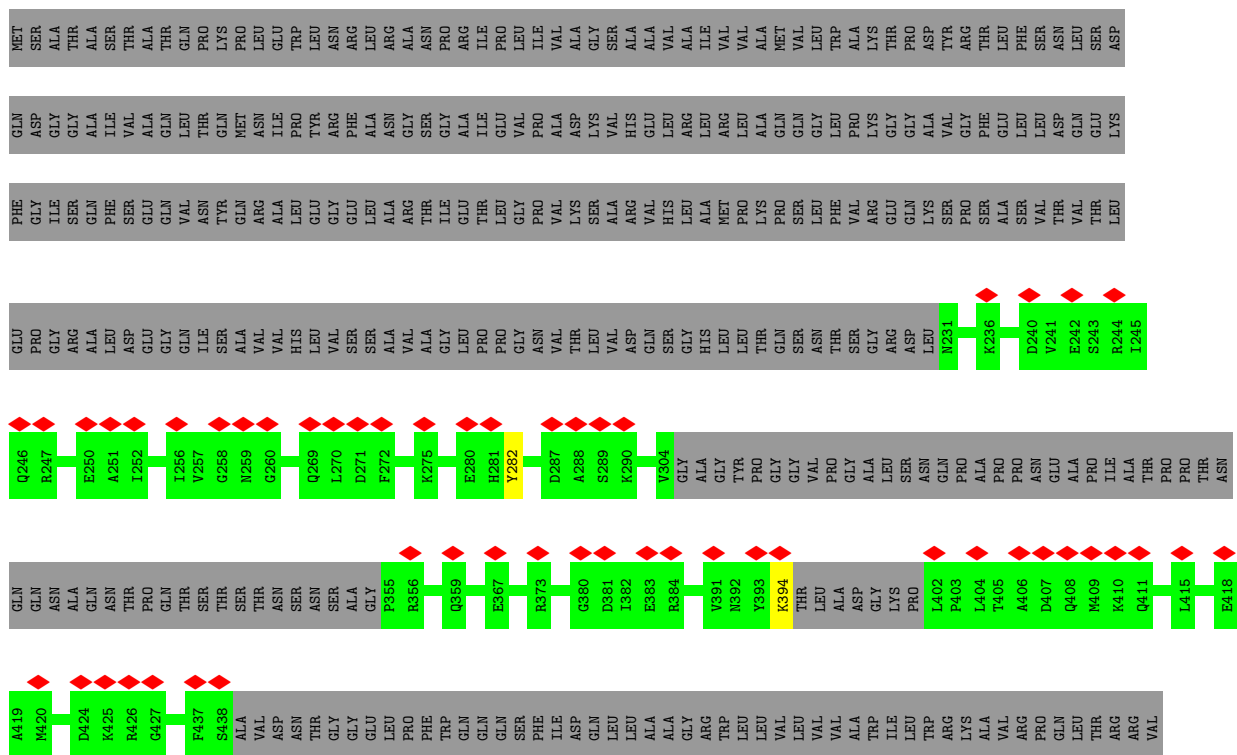 MET SER ALA THR ALA SER THR ALA THR GLN PRO LYS PRO LEU GLU TRP LEU ASN ARG LEU ARG ALA ASN PRO ARG ILE PRO LEU ILE VAL ALA GLY SER ALA ALA VAL ALA ILE VAL VAL ALA MET VAL LEU TRP ALA LYS THR PRO ASP TYR ARG THR LEU PHE SER ASN LEU SER ASP
GLN ASP GLY GLY ALA ILE VAL ALA GLN LEU THR GLN MET ASN ILE PRO TYR ARG PHE ALA ASN GLY SER GLY ALA ILE GLU VAL PRO ALA ASP LYS VAL HIS GLU LEU ARG LEU ARG LEU ALA GLN GLN GLY LEU PRO LYS GLY GLY ALA VAL GLY PHE GLU LEU LEU ASP GLN GLU LYS
PHE GLY ILE SER GLN PHE SER GLU GLN VAL ASN TYR GLN ARG ALA LEU GLU GLY GLU LEU ALA ARG THR ILE GLU THR LEU GLY PRO VAL LYS SER ALA ARG VAL HIS LEU ALA MET PRO LYS PRO SER LEU PHE VAL ARG GLU GLN LYS SER PRO SER ALA SER VAL THR VAL THR LEU
GLU PRO GLY ARG ALA LEU ASP GLU GLY GLN ILE SER ALA VAL VAL HIS LEU VAL SER SER ALA VAL ALA GLY LEU PRO PRO GLY ASN VAL THR LEU VAL ASP GLN SER GLY HIS LEU LEU THR GLN SER ASN THR SER GLY ARG ASP LEU N231 K236 D240 V241 E242 S243 R244 I245
Q246 R247 E250 A251 I252 I256 V257 G258 N259 G260 Q269 L270 D271 F272 K275 E280 H281 Y282 D287 A288 S289 K290 V304 GLY ALA GLY TYR PRO GLY GLY VAL PRO GLY ALA LEU SER ASN GLN PRO ALA PRO PRO ASN GLU ALA PRO ILE ALA THR PRO PRO THR ASN
GLN GLN ASN ALA GLN ASN THR PRO GLN THR SER THR SER THR ASN SER ASN SER ALA GLY P355 R356 Q359 E367 R373 G380 D381 I382 E383 R384 V391 N392 Y393 K394 THR LEU ALA ASP GLY LYS PRO L402 P403 L404 T405 A406 D407 Q408 M409 K410 Q411 L415 E418
A419 M420 D424 K425 R426 G427 F437 S438 ALA VAL ASP ASN THR GLY GLY GLU LEU PRO PHE TRP GLN GLN GLN SER PHE ILE ASP GLN LEU LEU ALA ALA GLY ARG TRP LEU LEU VAL LEU VAL VAL ALA TRP ILE LEU TRP ARG LYS ALA VAL ARG PRO GLN LEU THR ARG ARG VAL